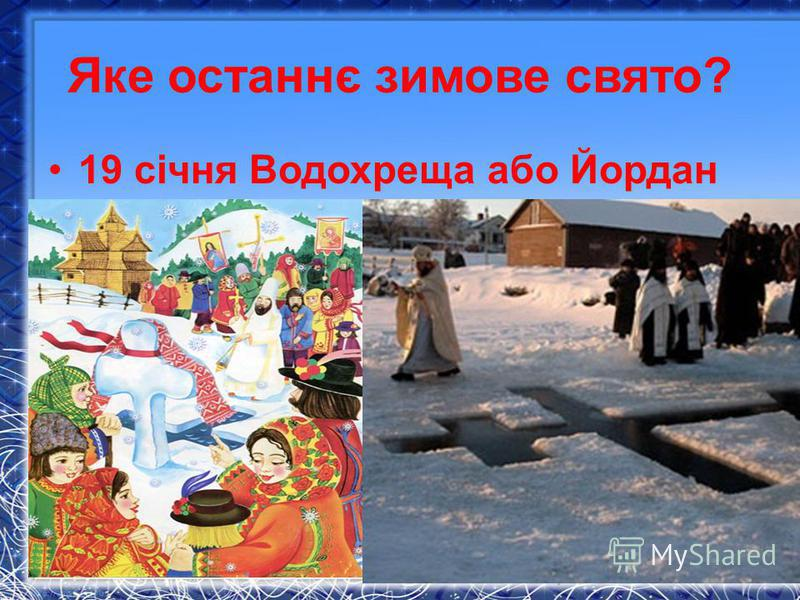 Яке останнє зимове свято?
• 19 січня Водохреща або Йордан
MyShared